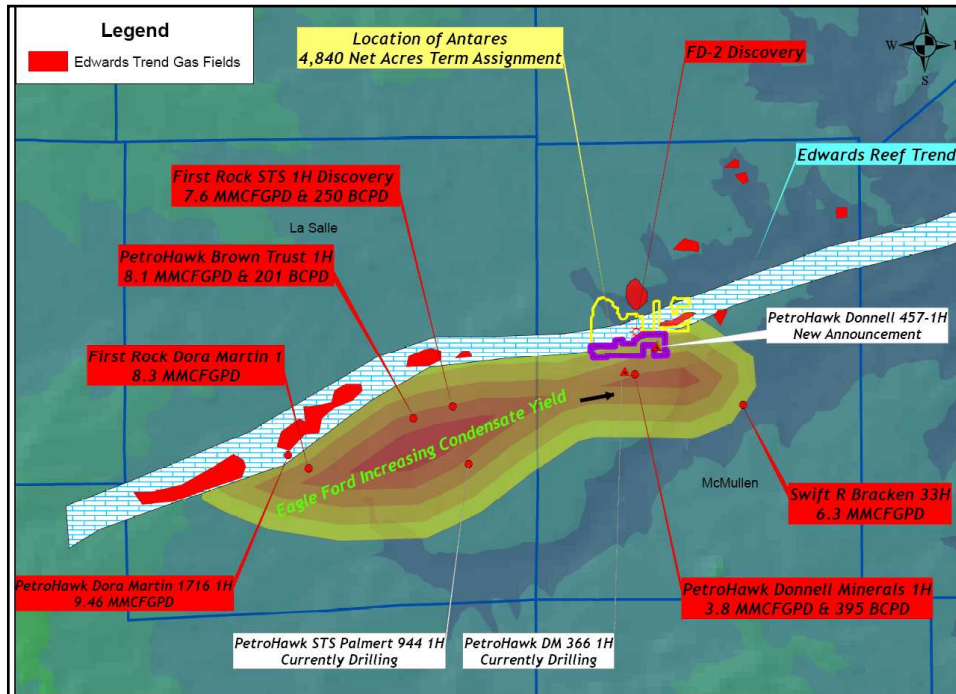 Legend
Edwards Trend Gas Fields
Location of Antares
4,840 Net Acres Term Assignment
FD-2 Discovery
N
W
E
S
Edwards Reef Trend
First Rock STS 1H Discovery
7.6 MMCFGPD & 250 BCPD
La Salle
PetroHawk Brown Trust 1H
8.1 MMCFGPD & 201 BCPD
PetroHawk Donnell 457-1H
New Announcement
First Rock Dora Martin 1
8.3 MMCFGPD
Eagle Ford Increasing Condensate Yield
McMullen
Swift R Bracken 33H
6.3 MMCFGPD
PetroHawk Dora Martin 1716 1H
9.46 MMCFGPD
PetroHawk Donnell Minerals 1H
3.8 MMCFGPD & 395 BCPD
PetroHawk STS Palmert 944 1H
Currently Drilling
PetroHawk DM 366 1H
Currently Drilling